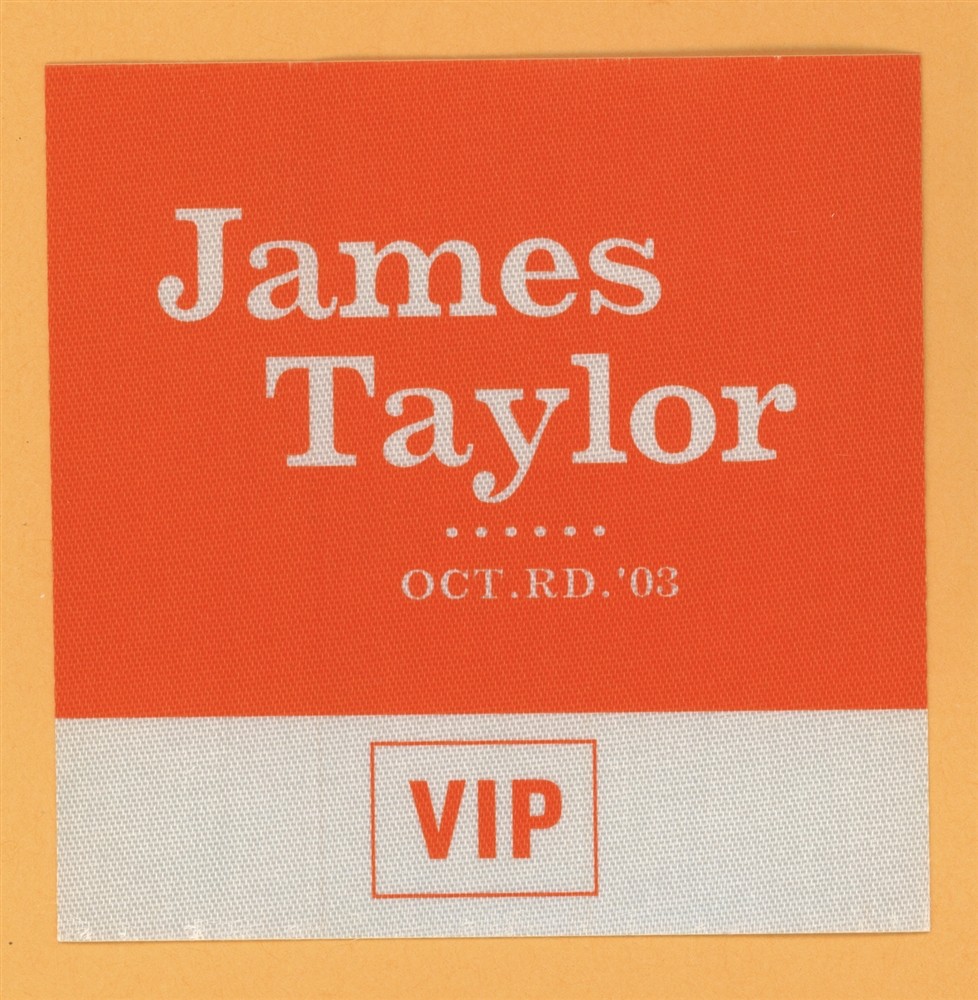 James
Taylor
......
OCT.RD.'03
VIP